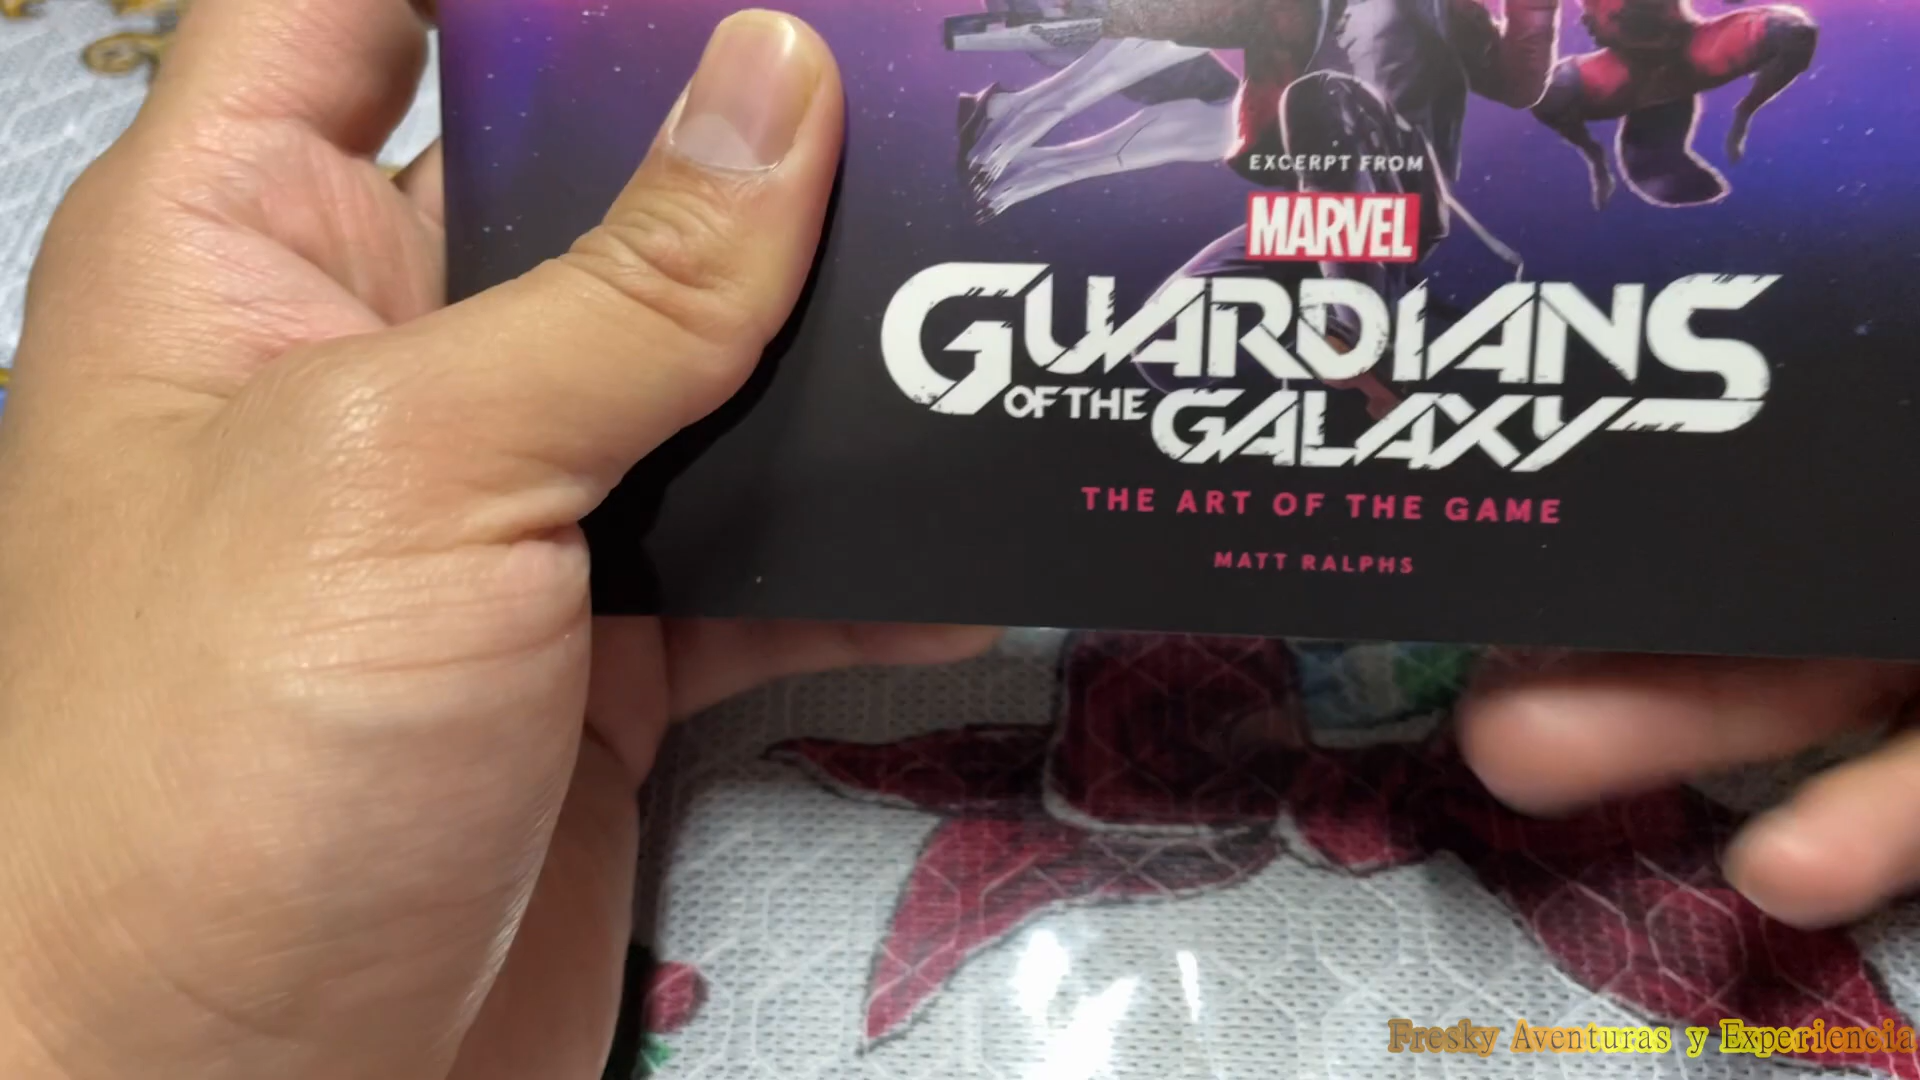 EXCERPT FROM
MARVEL
GUARDIANS
OF THE GALAXY
THE ART OF THE GAME
MATT RALPHS
Fresky Aventuras y Experiencia